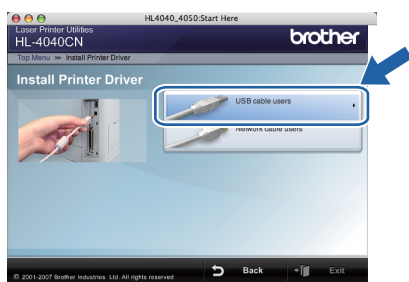 HL4040_4050:Start Here
Laser Printer Utilities
HL-4040CN
brother
Top Menu >> Install Printer Driver
Install Printer Driver
USB cable users
Network cable users
© 2001-2007 Brother Industries Ltd. All rights reserved
Back
Exit